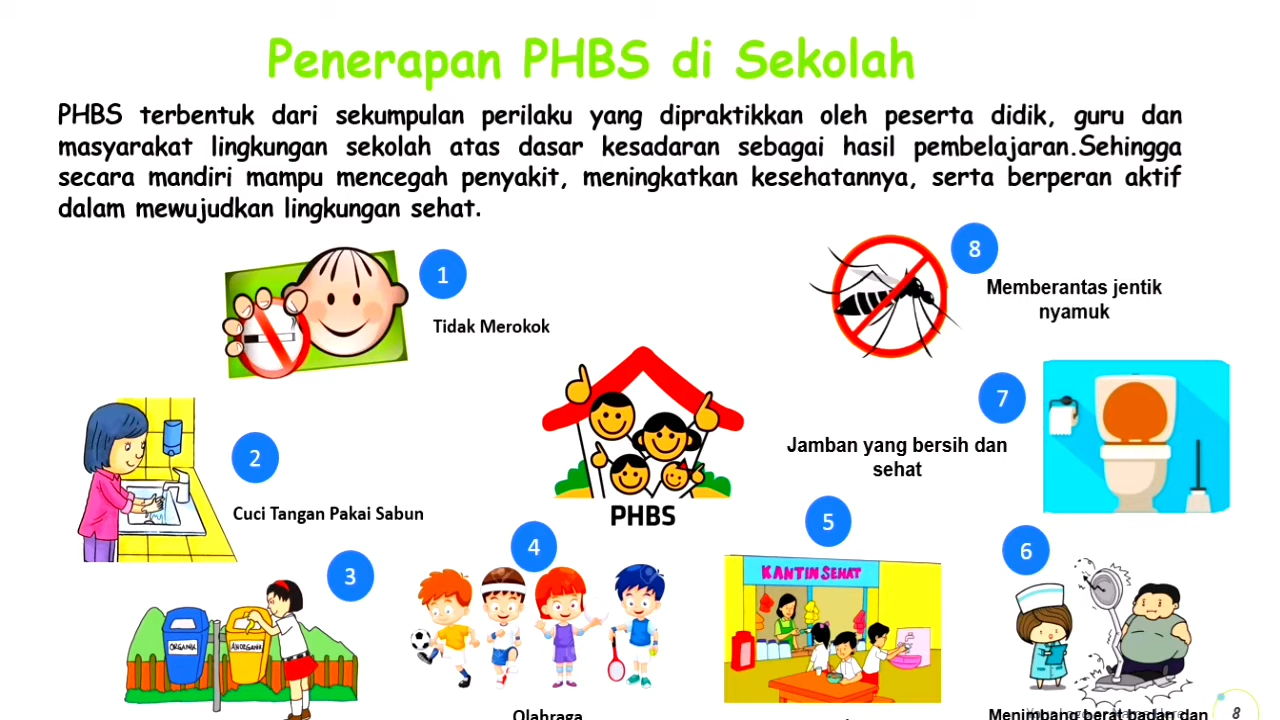 Penerapan PHBS di Sekolah
PHBS terbentuk dari sekumpulan perilaku yang dipraktikkan oleh peserta didik, guru dan
masyarakat lingkungan sekolah atas dasar kesadaran sebagai hasil pembelajaran.Sehingga
secara mandiri mampu mencegah penyakit, meningkatkan kesehatannya, serta berperan aktif
dalam mewujudkan lingkungan sehat.
1
Tidak Merokok
8
Memberantas jentik
nyamuk
2
Cuci Tangan Pakai Sabun
PHBS
7
Jamban yang bersih dan
sehat
3
ORGANIK
ANORGANIK
4
Olahraga
5
KANTIN SEHAT
6
Menimbang berat badan dan
8